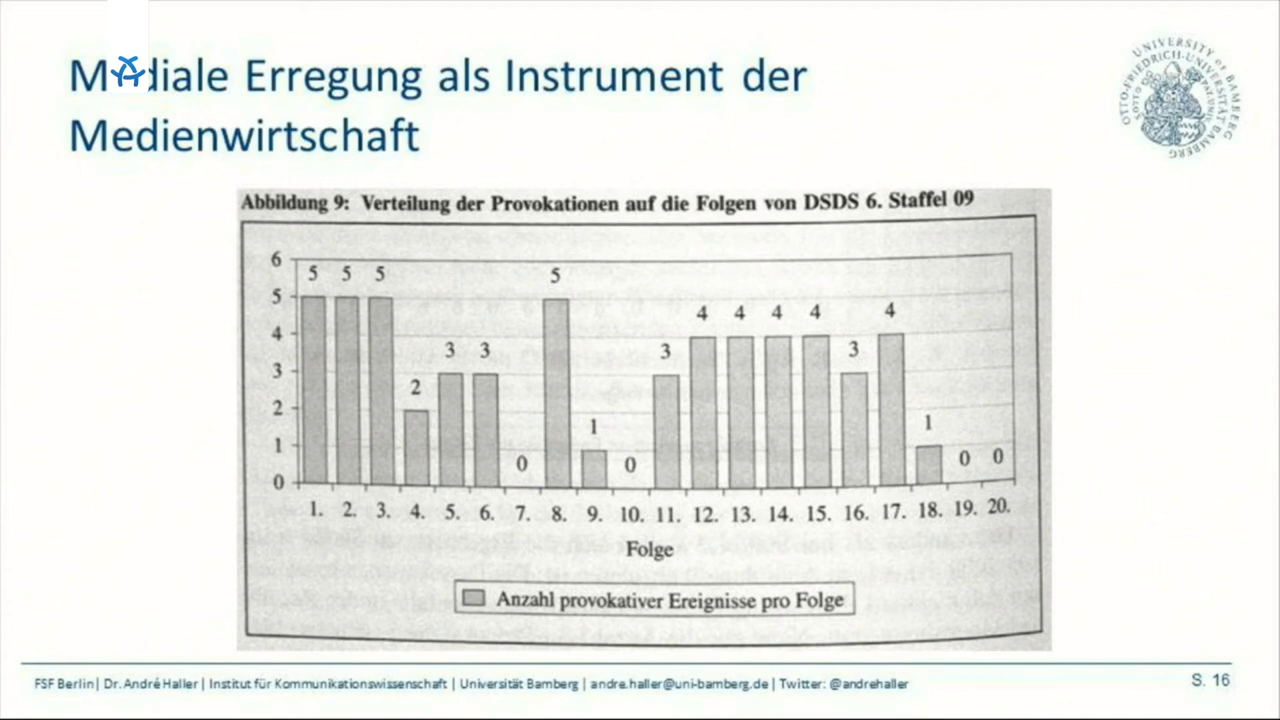 Mediale Erregung als Instrument der
Medienwirtschaft
UNIVERSITY of BAMBERG
OTTO-FRIEDRICH-UNIVERSITÄT BAMBERG
Abbildung 9: Verteilung der Provokationen auf die Folgen von DSDS 6. Staffel 09
6
5
4
3
2
1
0
5 5 5 2 3 3 0 5 1 0 3 4 4 4 4 3 4 1 0 0
1. 2. 3. 4. 5. 6. 7. 8. 9. 10. 11. 12. 13. 14. 15. 16. 17. 18. 19. 20.
Folge
Anzahl provokativer Ereignisse pro Folge
FSF Berlin| Dr. André Haller | Institut für Kommunikationswissenschaft | Universität Bamberg | andre.haller@uni-bamberg.de | Twitter: @andrehaller
S. 16